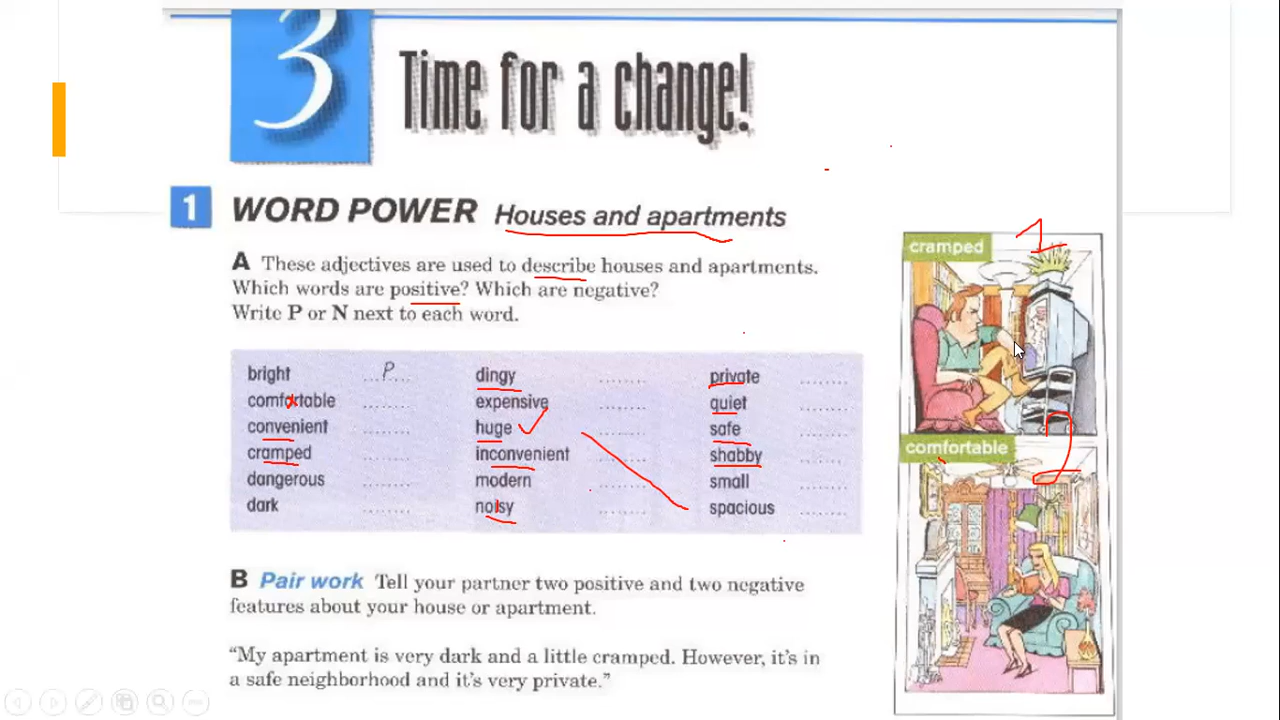 3
Time for a change!
1 WORD POWER Houses and apartments
A These adjectives are used to describe houses and apartments.
Which words are positive? Which are negative?
Write P or N next to each word.
bright ....P.... dingy ........ private ........
comfortable ........ expensive ........ quiet ........
convenient ........ huge ........ safe ........
cramped ........ inconvenient ........ shabby ........
dangerous ........ modern ........ small ........
dark ........ noisy ........ spacious ........
B Pair work Tell your partner two positive and two negative
features about your house or apartment.
“My apartment is very dark and a little cramped. However, it's in
a safe neighborhood and it's very private.”
cramped 1
comfortable 2